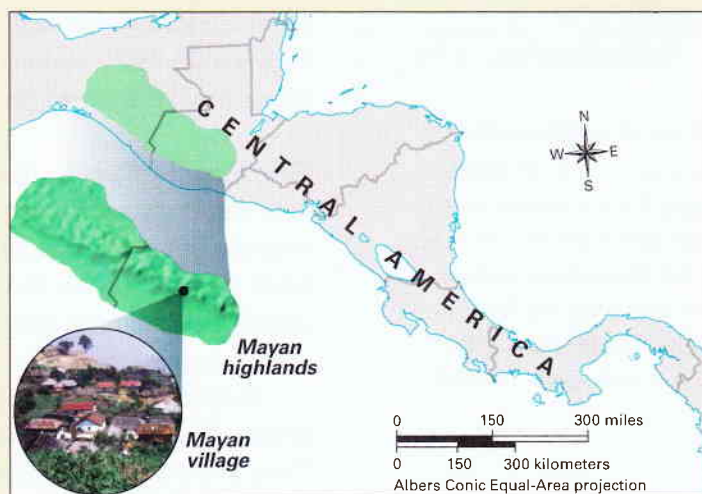 CENTRAL AMERICA
N
W E
S
Mayan
highlands
Mayan
village
0 150 300 miles
0 150 300 kilometers
Albers Conic Equal-Area projection